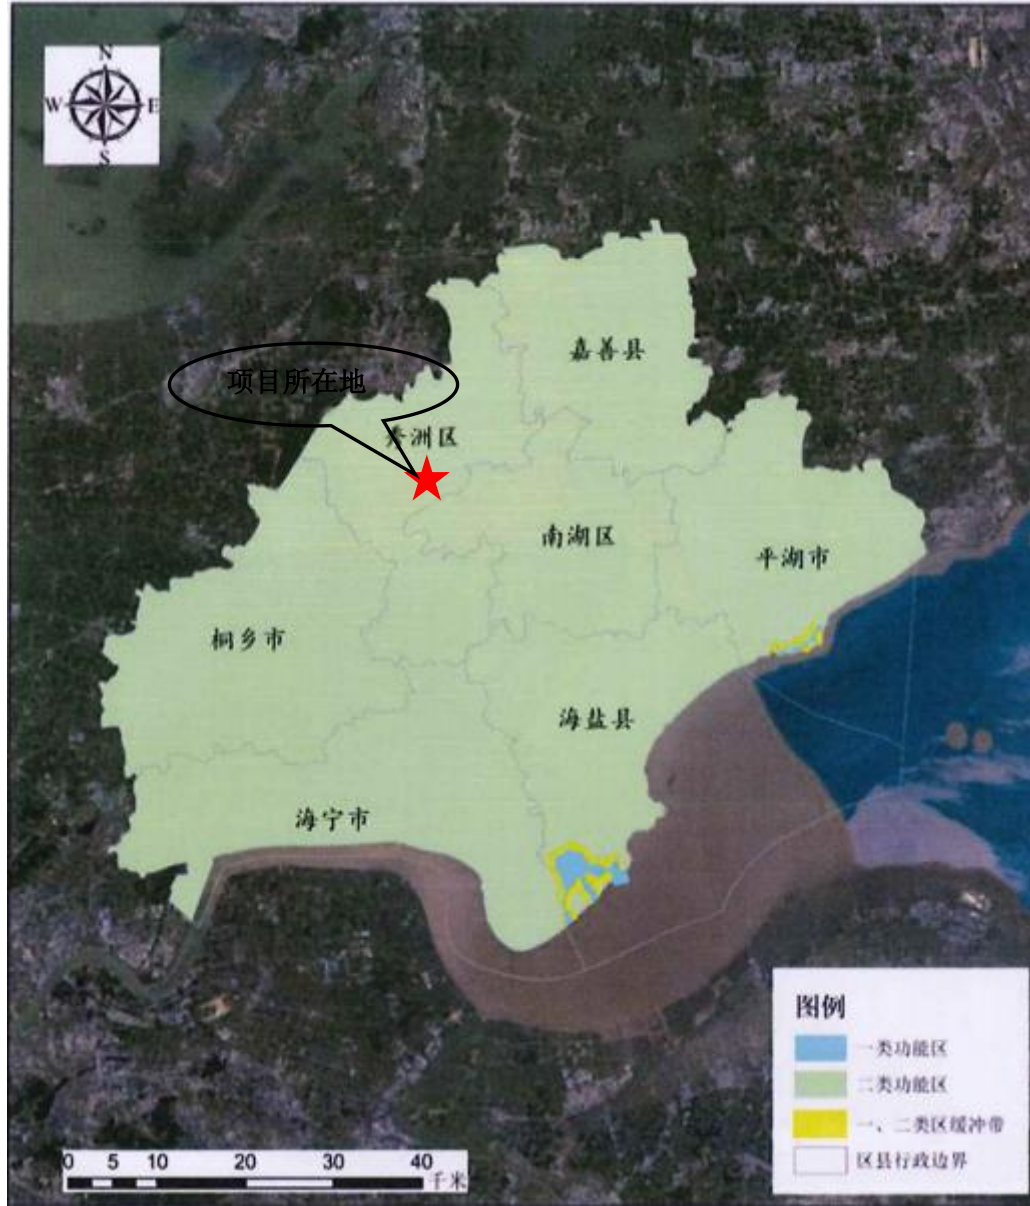 N
W E
S
嘉善县
项目所在地
秀洲区
南湖区
平湖市
桐乡市
海盐县
海宁市
图例
一类功能区
二类功能区
一、二类区缓冲带
区县行政边界
0 5 10 20 30 40
千米